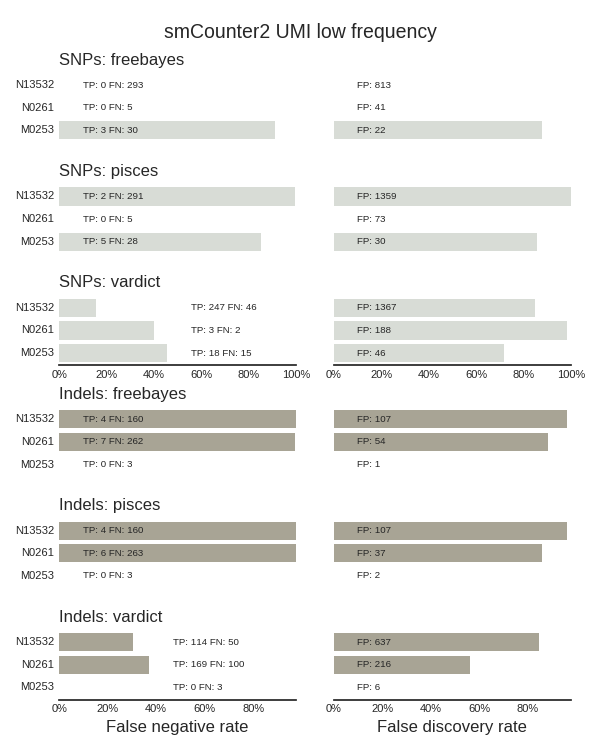 smCounter2 UMI low frequency
SNPs: freebayes
N13532 TP: 0 FN: 293 FP: 813
N0261 TP: 0 FN: 5 FP: 41
M0253 TP: 3 FN: 30 FP: 22
SNPs: pisces
N13532 TP: 2 FN: 291 FP: 1359
N0261 TP: 0 FN: 5 FP: 73
M0253 TP: 5 FN: 28 FP: 30
SNPs: vardict
N13532 TP: 247 FN: 46 FP: 1367
N0261 TP: 3 FN: 2 FP: 188
M0253 TP: 18 FN: 15 FP: 46
0% 20% 40% 60% 80% 100% 0% 20% 40% 60% 80% 100%
Indels: freebayes
N13532 TP: 4 FN: 160 FP: 107
N0261 TP: 7 FN: 262 FP: 54
M0253 TP: 0 FN: 3 FP: 1
Indels: pisces
N13532 TP: 4 FN: 160 FP: 107
N0261 TP: 6 FN: 263 FP: 37
M0253 TP: 0 FN: 3 FP: 2
Indels: vardict
N13532 TP: 114 FN: 50 FP: 637
N0261 TP: 169 FN: 100 FP: 216
M0253 TP: 0 FN: 3 FP: 6
0% 20% 40% 60% 80% 0% 20% 40% 60% 80%
False negative rate False discovery rate